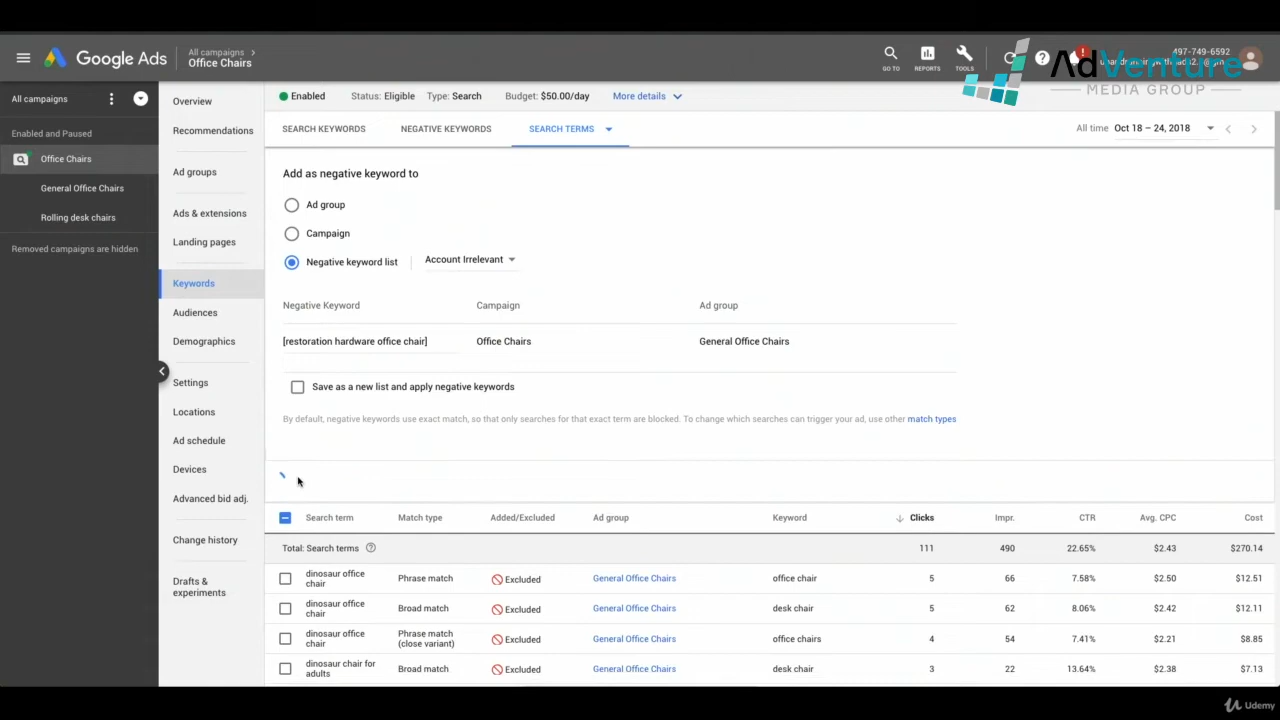 Google Ads
All campaigns >
Office Chairs
GO TO
REPORTS
TOOLS
497-749-6592
AdVenture
MEDIA GROUP
All campaigns
Enabled and Paused
Office Chairs
General Office Chairs
Rolling desk chairs
Removed campaigns are hidden
Overview
Recommendations
Ad groups
Ads & extensions
Landing pages
Keywords
Audiences
Demographics
Settings
Locations
Ad schedule
Devices
Advanced bid adj.
Change history
Drafts &
experiments
Enabled Status: Eligible Type: Search Budget: $50.00/day More details
SEARCH KEYWORDS NEGATIVE KEYWORDS SEARCH TERMS All time Oct 18 – 24, 2018
Add as negative keyword to
Ad group
Campaign
Negative keyword list Account Irrelevant
Negative Keyword Campaign Ad group
[restoration hardware office chair] Office Chairs General Office Chairs
Save as a new list and apply negative keywords
By default, negative keywords use exact match, so that only searches for that exact term are blocked. To change which searches can trigger your ad, use other match types
Search term Match type Added/Excluded Ad group Keyword Clicks Impr. CTR Avg. CPC Cost
Total: Search terms 111 490 22.65% $2.43 $270.14
dinosaur office chair Phrase match Excluded General Office Chairs office chair 5 66 7.58% $2.50 $12.51
dinosaur office chair Broad match Excluded General Office Chairs desk chair 5 62 8.06% $2.42 $12.11
dinosaur office chair Phrase match (close variant) Excluded General Office Chairs office chairs 4 54 7.41% $2.21 $8.85
dinosaur chair for adults Broad match Excluded General Office Chairs desk chair 3 22 13.64% $2.38 $7.13
Udemy